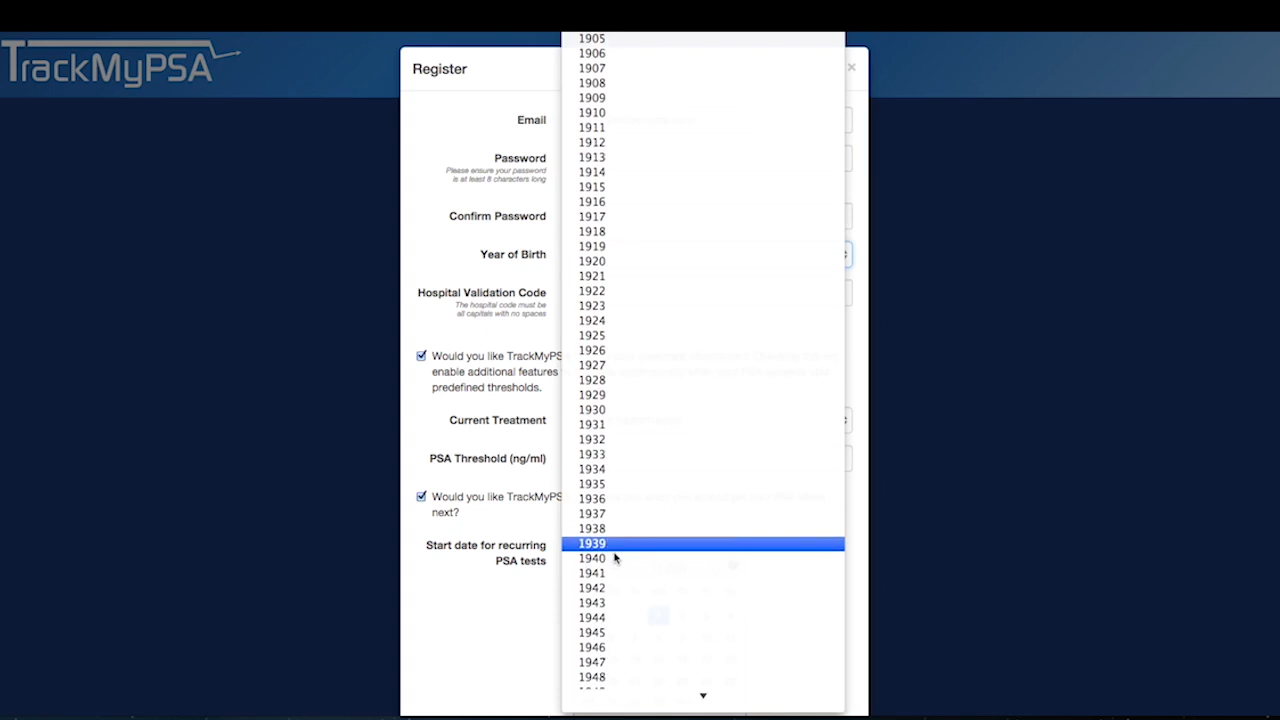 TrackMyPSA
Register
×
Email
Password
Please ensure your password
is at least 8 characters long
Confirm Password
Year of Birth
Hospital Validation Code
The hospital code must be
all capitals with no spaces
Would you like TrackMyPS
enable additional features
predefined thresholds.
Current Treatment
PSA Threshold (ng/ml)
Would you like TrackMyPS
next?
Start date for recurring
PSA tests
1905
1906
1907
1908
1909
1910
1911
1912
1913
1914
1915
1916
1917
1918
1919
1920
1921
1922
1923
1924
1925
1926
1927
1928
1929
1930
1931
1932
1933
1934
1935
1936
1937
1938
1939
1940
1941
1942
1943
1944
1945
1946
1947
1948